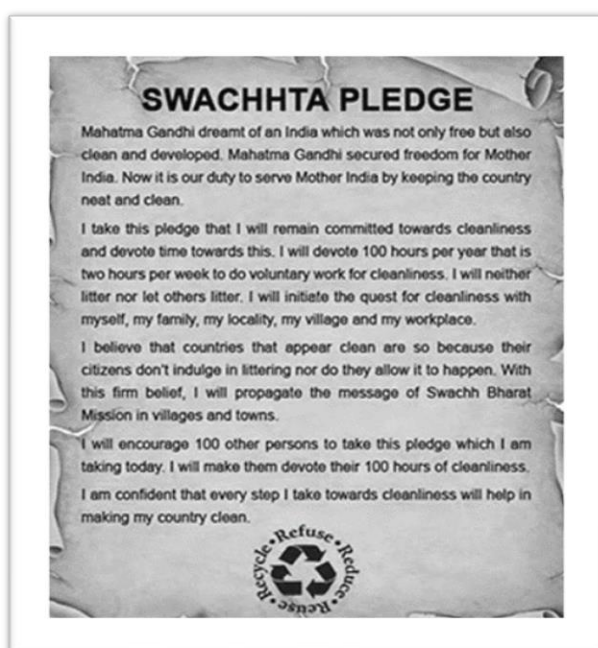 SWACHHTA PLEDGE
Mahatma Gandhi dreamt of an India which was not only free but also
clean and developed. Mahatma Gandhi secured freedom for Mother
India. Now it is our duty to serve Mother India by keeping the country
neat and clean.
I take this pledge that I will remain committed towards cleanliness
and devote time towards this. I will devote 100 hours per year that is
two hours per week to do voluntary work for cleanliness. I will neither
litter nor let others litter. I will initiate the quest for cleanliness with
myself, my family, my locality, my village and my workplace.
I believe that countries that appear clean are so because their
citizens don't indulge in littering nor do they allow it to happen. With
this firm belief, I will propagate the message of Swachh Bharat
Mission in villages and towns.
I will encourage 100 other persons to take this pledge which I am
taking today. I will make them devote their 100 hours of cleanliness.
I am confident that every step I take towards cleanliness will help in
making my country clean.
Refuse • Reduce • Reuse • Recycle •